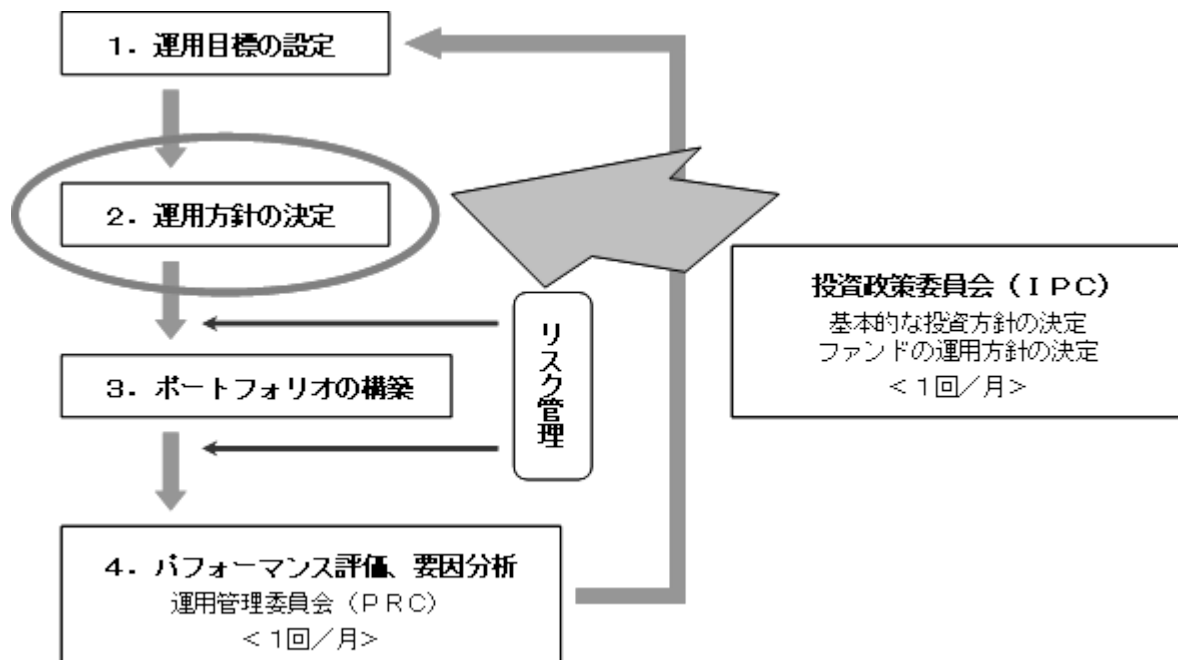 １．運用目標の設定
２．運用方針の決定
投資政策委員会（ＩＰＣ）
基本的な投資方針の決定
ファンドの運用方針の決定
＜１回／月＞
リスク管理
３．ポートフォリオの構築
４．パフォーマンス評価、要因分析
運用管理委員会（ＰＲＣ）
＜１回／月＞